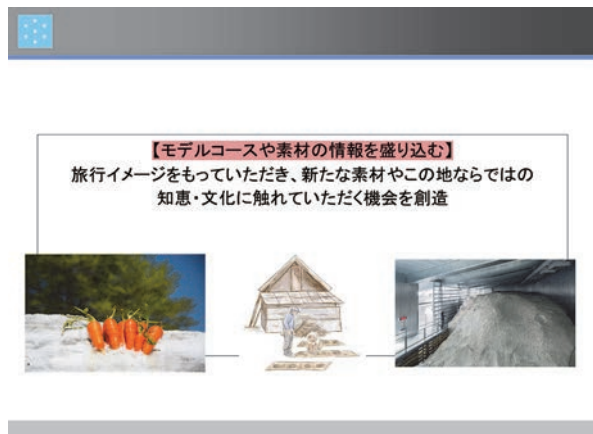 【モデルコースや素材の情報を盛り込む】
旅行イメージをもっていただき、新たな素材やこの地ならではの
知恵・文化に触れていただく機会を創造